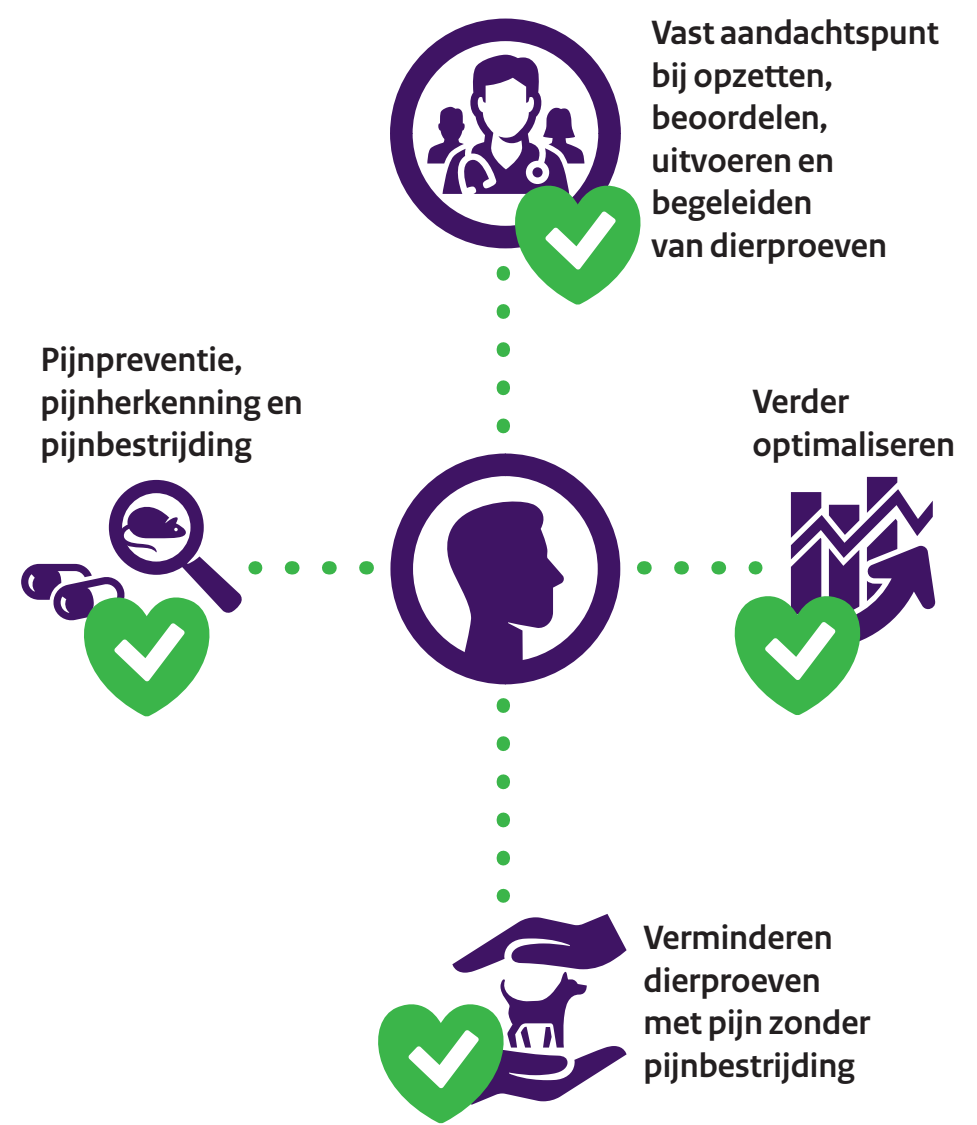 Vast aandachtspunt
bij opzetten,
beoordelen,
uitvoeren en
begeleiden
van dierproeven
Pijnpreventie,
pijnherkenning en
pijnbestrijding
Verder
optimaliseren
Verminderen
dierproeven
met pijn zonder
pijnbestrijding